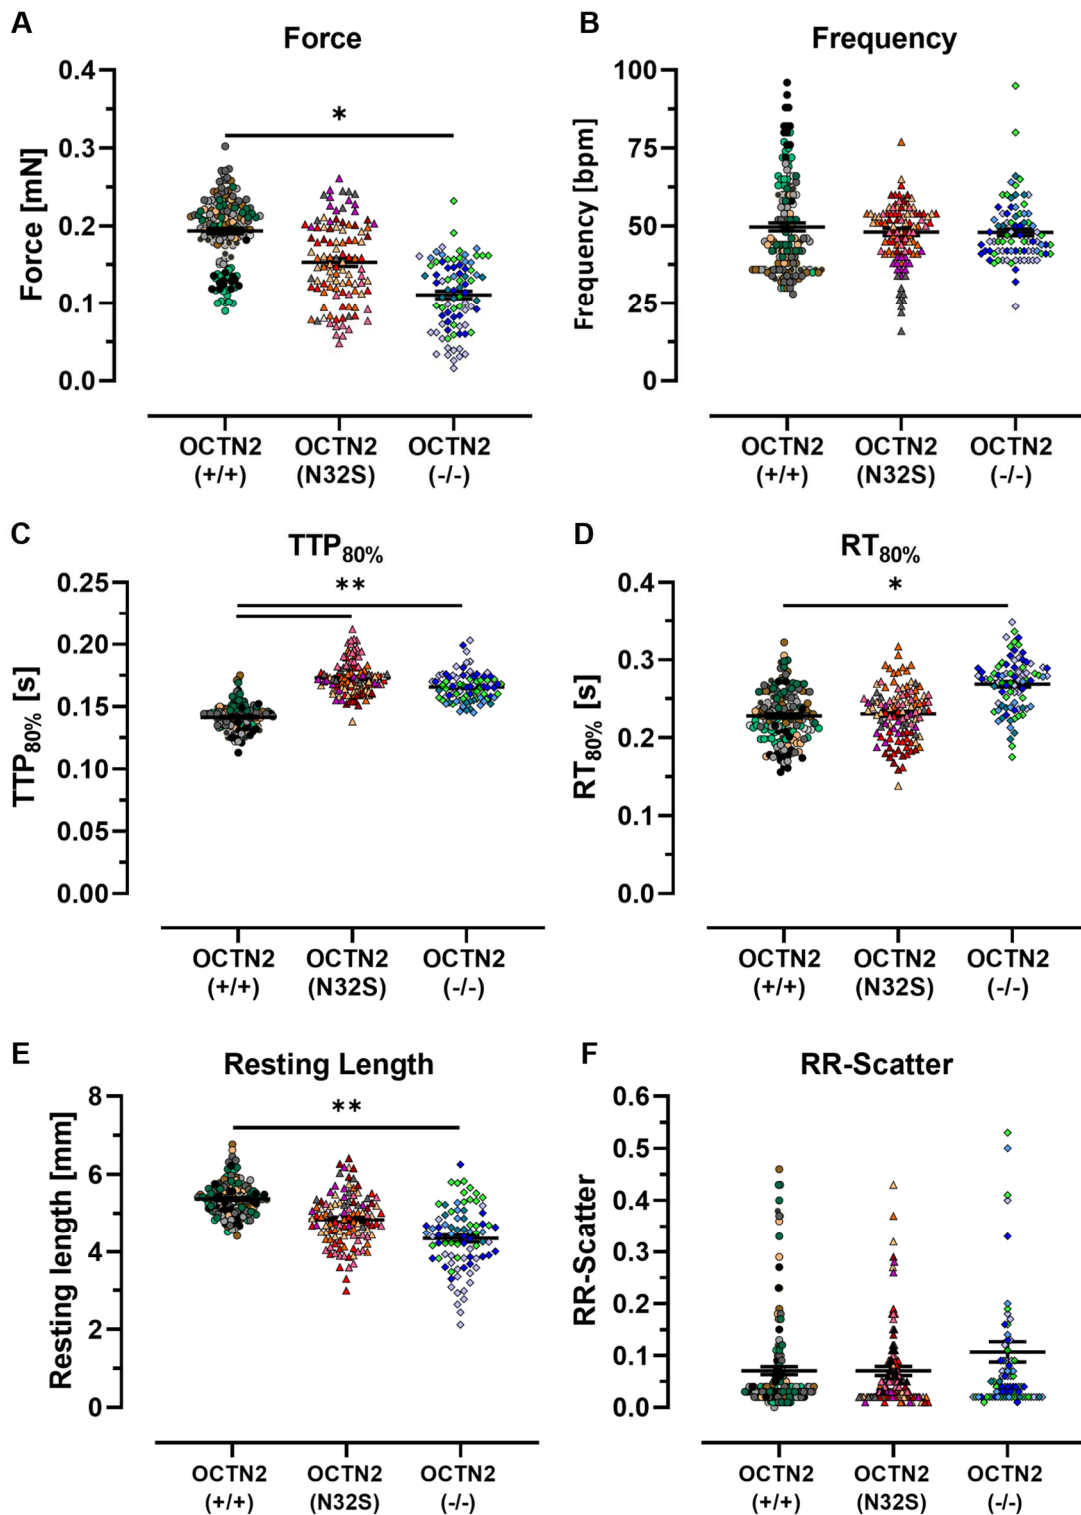 A
Force
0.4
0.3
0.2
0.1
0.0
Force [mN]
*
OCTN2 OCTN2 OCTN2
(+/+) (N32S) (-/-)
B
Frequency
100
75
50
25
0
Frequency [bpm]
OCTN2 OCTN2 OCTN2
(+/+) (N32S) (-/-)
C
TTP80%
0.25
0.20
0.15
0.10
0.05
0.00
TTP80% [s]
**
OCTN2 OCTN2 OCTN2
(+/+) (N32S) (-/-)
D
RT80%
0.4
0.3
0.2
0.1
0.0
RT80% [s]
*
OCTN2 OCTN2 OCTN2
(+/+) (N32S) (-/-)
E
Resting Length
8
6
4
2
0
Resting length [mm]
**
OCTN2 OCTN2 OCTN2
(+/+) (N32S) (-/-)
F
RR-Scatter
0.6
0.5
0.4
0.3
0.2
0.1
0.0
RR-Scatter
OCTN2 OCTN2 OCTN2
(+/+) (N32S) (-/-)